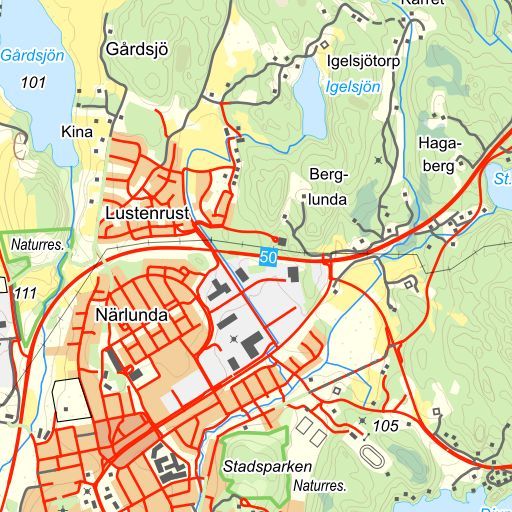 Karret
Gårdsjö
Gårdsjön
101
Igelsjötorp
Igelsjön
Kina
Haga-
berg
Berg-
lunda
St.
Lustenrust
Naturres.
50
111
Närlunda
105
Stadsparken
Naturres.